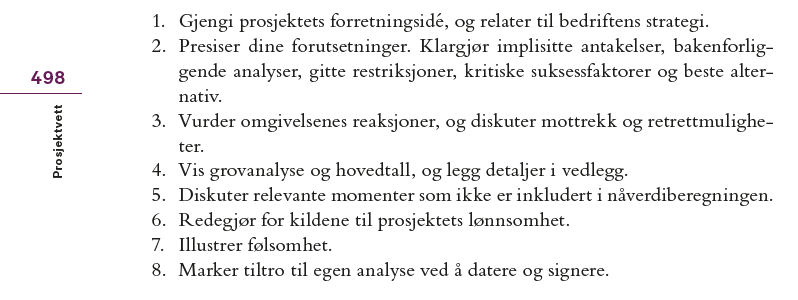 1. Gjengi prosjektets forretningsidé, og relater til bedriftens strategi.
2. Presiser dine forutsetninger. Klargjør implisitte antakelser, bakenforlig-
gende analyser, gitte restriksjoner, kritiske suksessfaktorer og beste alter-
nativ.
3. Vurder omgivelsenes reaksjoner, og diskuter mottrekk og retrettmulighe-
ter.
4. Vis grovanalyse og hovedtall, og legg detaljer i vedlegg.
5. Diskuter relevante momenter som ikke er inkludert i nåverdiberegningen.
6. Redegjør for kildene til prosjektets lønnsomhet.
7. Illustrer følsomhet.
8. Marker tiltro til egen analyse ved å datere og signere.
498
Prosjektvett